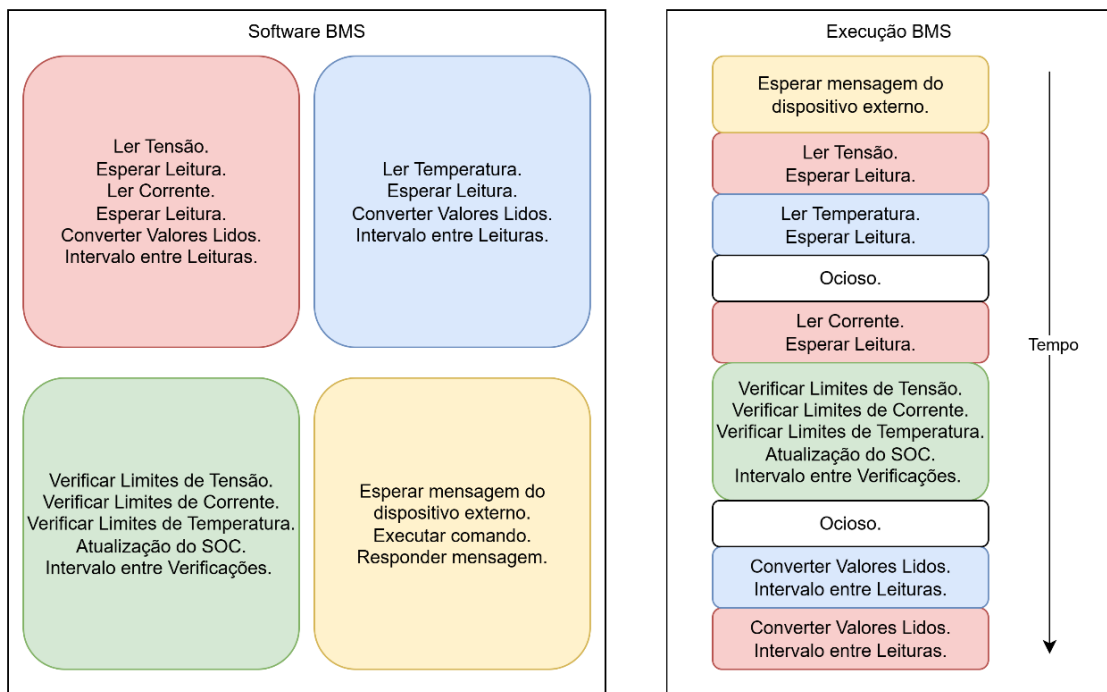 Software BMS
Ler Tensão.
Esperar Leitura.
Ler Corrente.
Esperar Leitura.
Converter Valores Lidos.
Intervalo entre Leituras.
Ler Temperatura.
Esperar Leitura.
Converter Valores Lidos.
Intervalo entre Leituras.
Verificar Limites de Tensão.
Verificar Limites de Corrente.
Verificar Limites de Temperatura.
Atualização do SOC.
Intervalo entre Verificações.
Esperar mensagem do
dispositivo externo.
Executar comando.
Responder mensagem.
Execução BMS
Esperar mensagem do
dispositivo externo.
Ler Tensão.
Esperar Leitura.
Ler Temperatura.
Esperar Leitura.
Ocioso.
Ler Corrente.
Esperar Leitura.
Verificar Limites de Tensão.
Verificar Limites de Corrente.
Verificar Limites de Temperatura.
Atualização do SOC.
Intervalo entre Verificações.
Ocioso.
Converter Valores Lidos.
Intervalo entre Leituras.
Converter Valores Lidos.
Intervalo entre Leituras.
Tempo